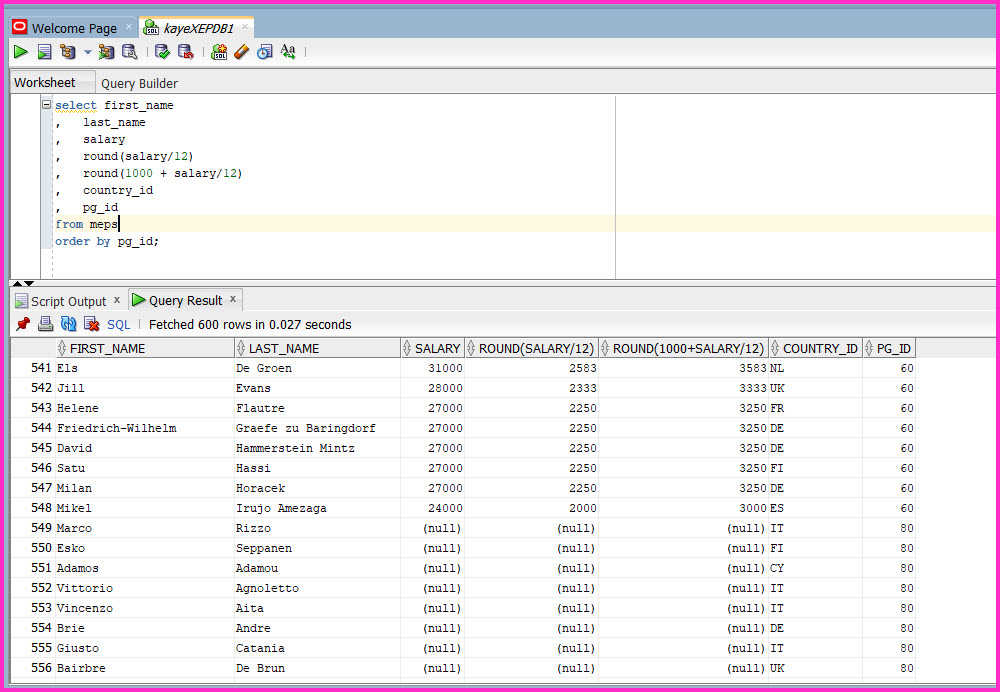 Welcome Page × kayeXEPDB1 ×
Worksheet Query Builder
select first_name
, last_name
, salary
, round(salary/12)
, round(1000 + salary/12)
, country_id
, pg_id
from meps
order by pg_id;
Script Output x Query Result x
SQL Fetched 600 rows in 0.027 seconds
FIRST_NAME LAST_NAME SALARY ROUND(SALARY/12) ROUND(1000+SALARY/12) COUNTRY_ID PG_ID
541 Els De Groen 31000 2583 3583 NL 60
542 Jill Evans 28000 2333 3333 UK 60
543 Helene Flautre 27000 2250 3250 FR 60
544 Friedrich-Wilhelm Graefe zu Baringdorf 27000 2250 3250 DE 60
545 David Hammerstein Mintz 27000 2250 3250 DE 60
546 Satu Hassi 27000 2250 3250 FI 60
547 Milan Horacek 27000 2250 3250 DE 60
548 Mikel Irujo Amezaga 24000 2000 3000 ES 60
549 Marco Rizzo (null) (null) (null) IT 80
550 Esko Seppanen (null) (null) (null) FI 80
551 Adamos Adamou (null) (null) (null) CY 80
552 Vittorio Agnoletto (null) (null) (null) IT 80
553 Vincenzo Aita (null) (null) (null) IT 80
554 Brie Andre (null) (null) (null) DE 80
555 Giusto Catania (null) (null) (null) IT 80
556 Bairbre De Brun (null) (null) (null) UK 80